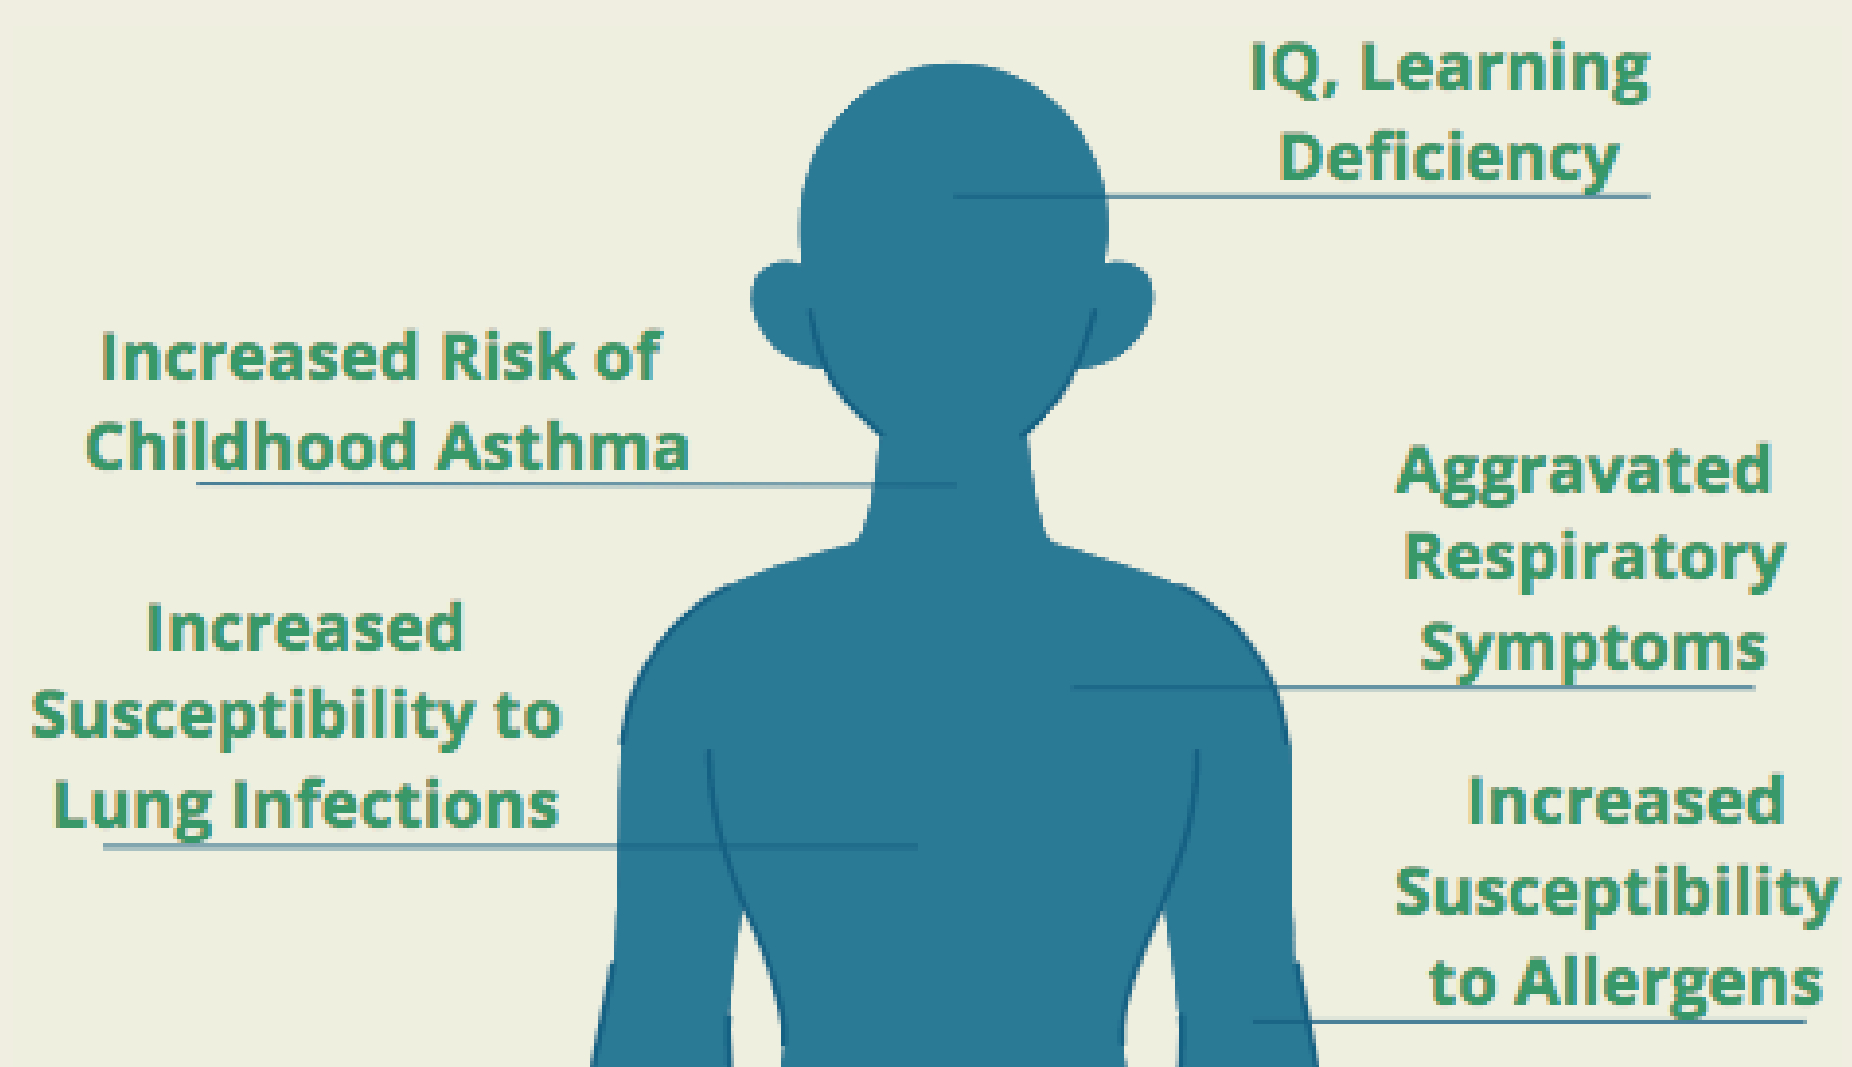 IQ, Learning
Deficiency
Increased Risk of
Childhood Asthma
Aggravated
Respiratory
Symptoms
Increased
Susceptibility to
Lung Infections
Increased
Susceptibility
to Allergens